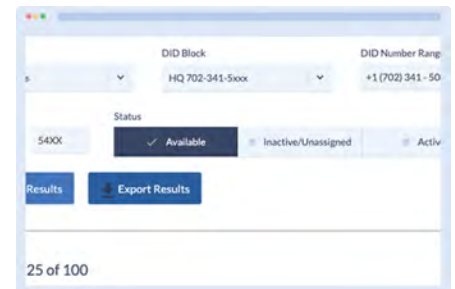 DID Block
DID Number Rang
s
HQ 702-341-5xxx
+1 (702) 341 - 50
Status
54XX
Available
Inactive/Unassigned
Activ
Results
Export Results
25 of 100